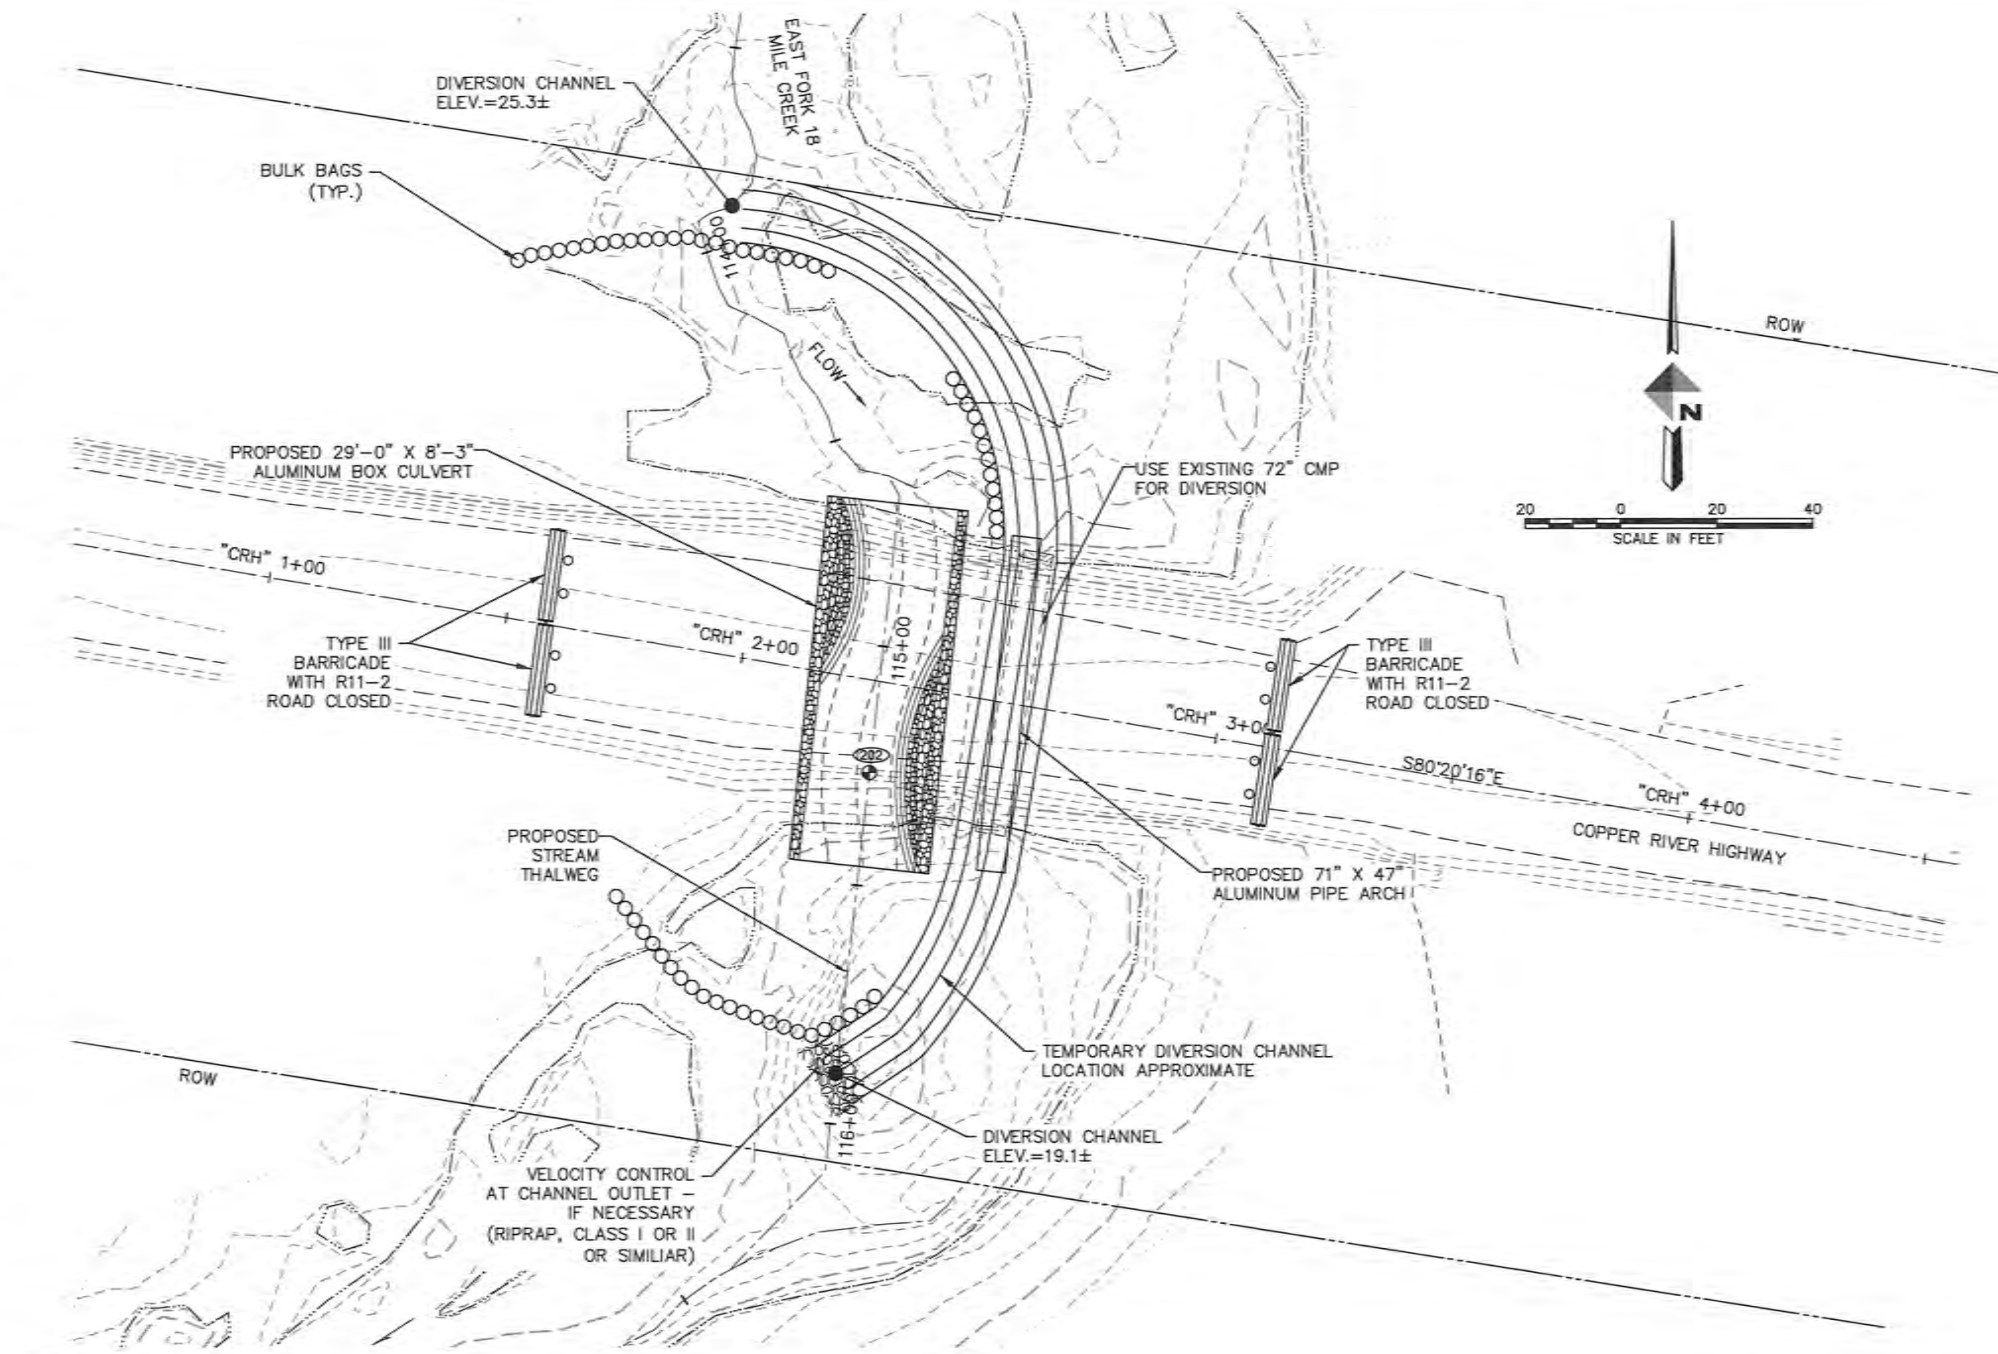 EAST FORK 18
MILE CREEK
DIVERSION CHANNEL
ELEV.=25.3±
BULK BAGS
(TYP.)
114+00
ROW
FLOW
N
PROPOSED 29'-0" X 8'-3"
ALUMINUM BOX CULVERT
USE EXISTING 72" CMP
FOR DIVERSION
20 0 20 40
SCALE IN FEET
"CRH" 1+00
"CRH" 2+00
115+00
TYPE III
BARRICADE
WITH R11-2
ROAD CLOSED
TYPE III
BARRICADE
WITH R11-2
ROAD CLOSED
"CRH" 3+00
202
S80°20'16"E
"CRH" 4+00
COPPER RIVER HIGHWAY
PROPOSED
STREAM
THALWEG
PROPOSED 71" X 47"
ALUMINUM PIPE ARCH
TEMPORARY DIVERSION CHANNEL
LOCATION APPROXIMATE
ROW
DIVERSION CHANNEL
ELEV.=19.1±
116+00
VELOCITY CONTROL
AT CHANNEL OUTLET -
IF NECESSARY
(RIPRAP, CLASS I OR II
OR SIMILIAR)